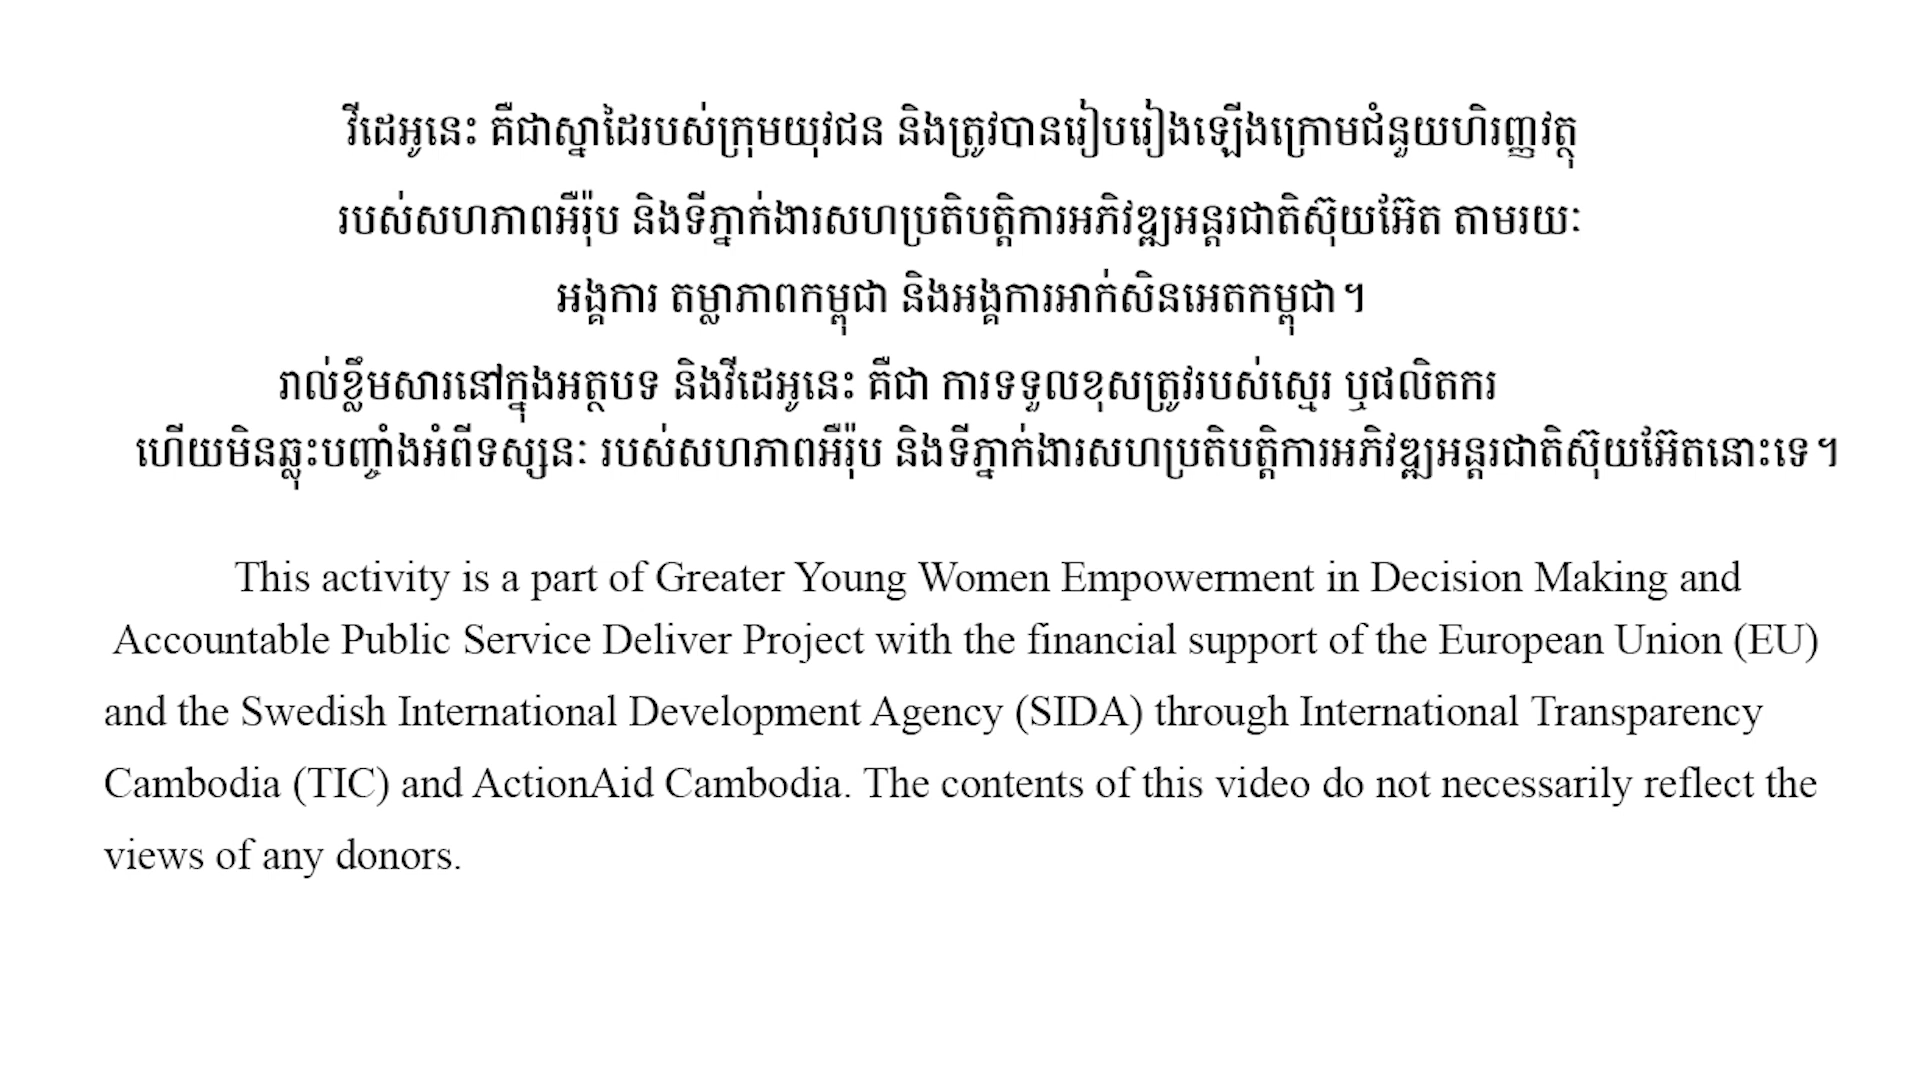 វីដេអូនេះ គឺជាស្នាដៃរបស់ក្រុមយុវជន និងត្រូវបានរៀបរៀងឡើងក្រោមជំនួយហិរញ្ញវត្ថុ
របស់សហភាពអឺរ៉ុប និងទីភ្នាក់ងារសហប្រតិបត្តិការអភិវឌ្ឍអន្តរជាតិស៊ុយអ៊ែត តាមរយៈ
អង្គការ តម្លាភាពកម្ពុជា និងអង្គការអាក់សិនអេតកម្ពុជា។
រាល់ខ្លឹមសារនៅក្នុងអត្ថបទ និងវីដេអូនេះ គឺជា ការទទួលខុសត្រូវរបស់ស្មេរ ឬផលិតករ
ហើយមិនឆ្លុះបញ្ចាំងអំពីទស្សនៈ របស់សហភាពអឺរ៉ុប និងទីភ្នាក់ងារសហប្រតិបត្តិការអភិវឌ្ឍអន្តរជាតិស៊ុយអ៊ែតនោះទេ។
This activity is a part of Greater Young Women Empowerment in Decision Making and
Accountable Public Service Deliver Project with the financial support of the European Union (EU)
and the Swedish International Development Agency (SIDA) through International Transparency
Cambodia (TIC) and ActionAid Cambodia. The contents of this video do not necessarily reflect the
views of any donors.